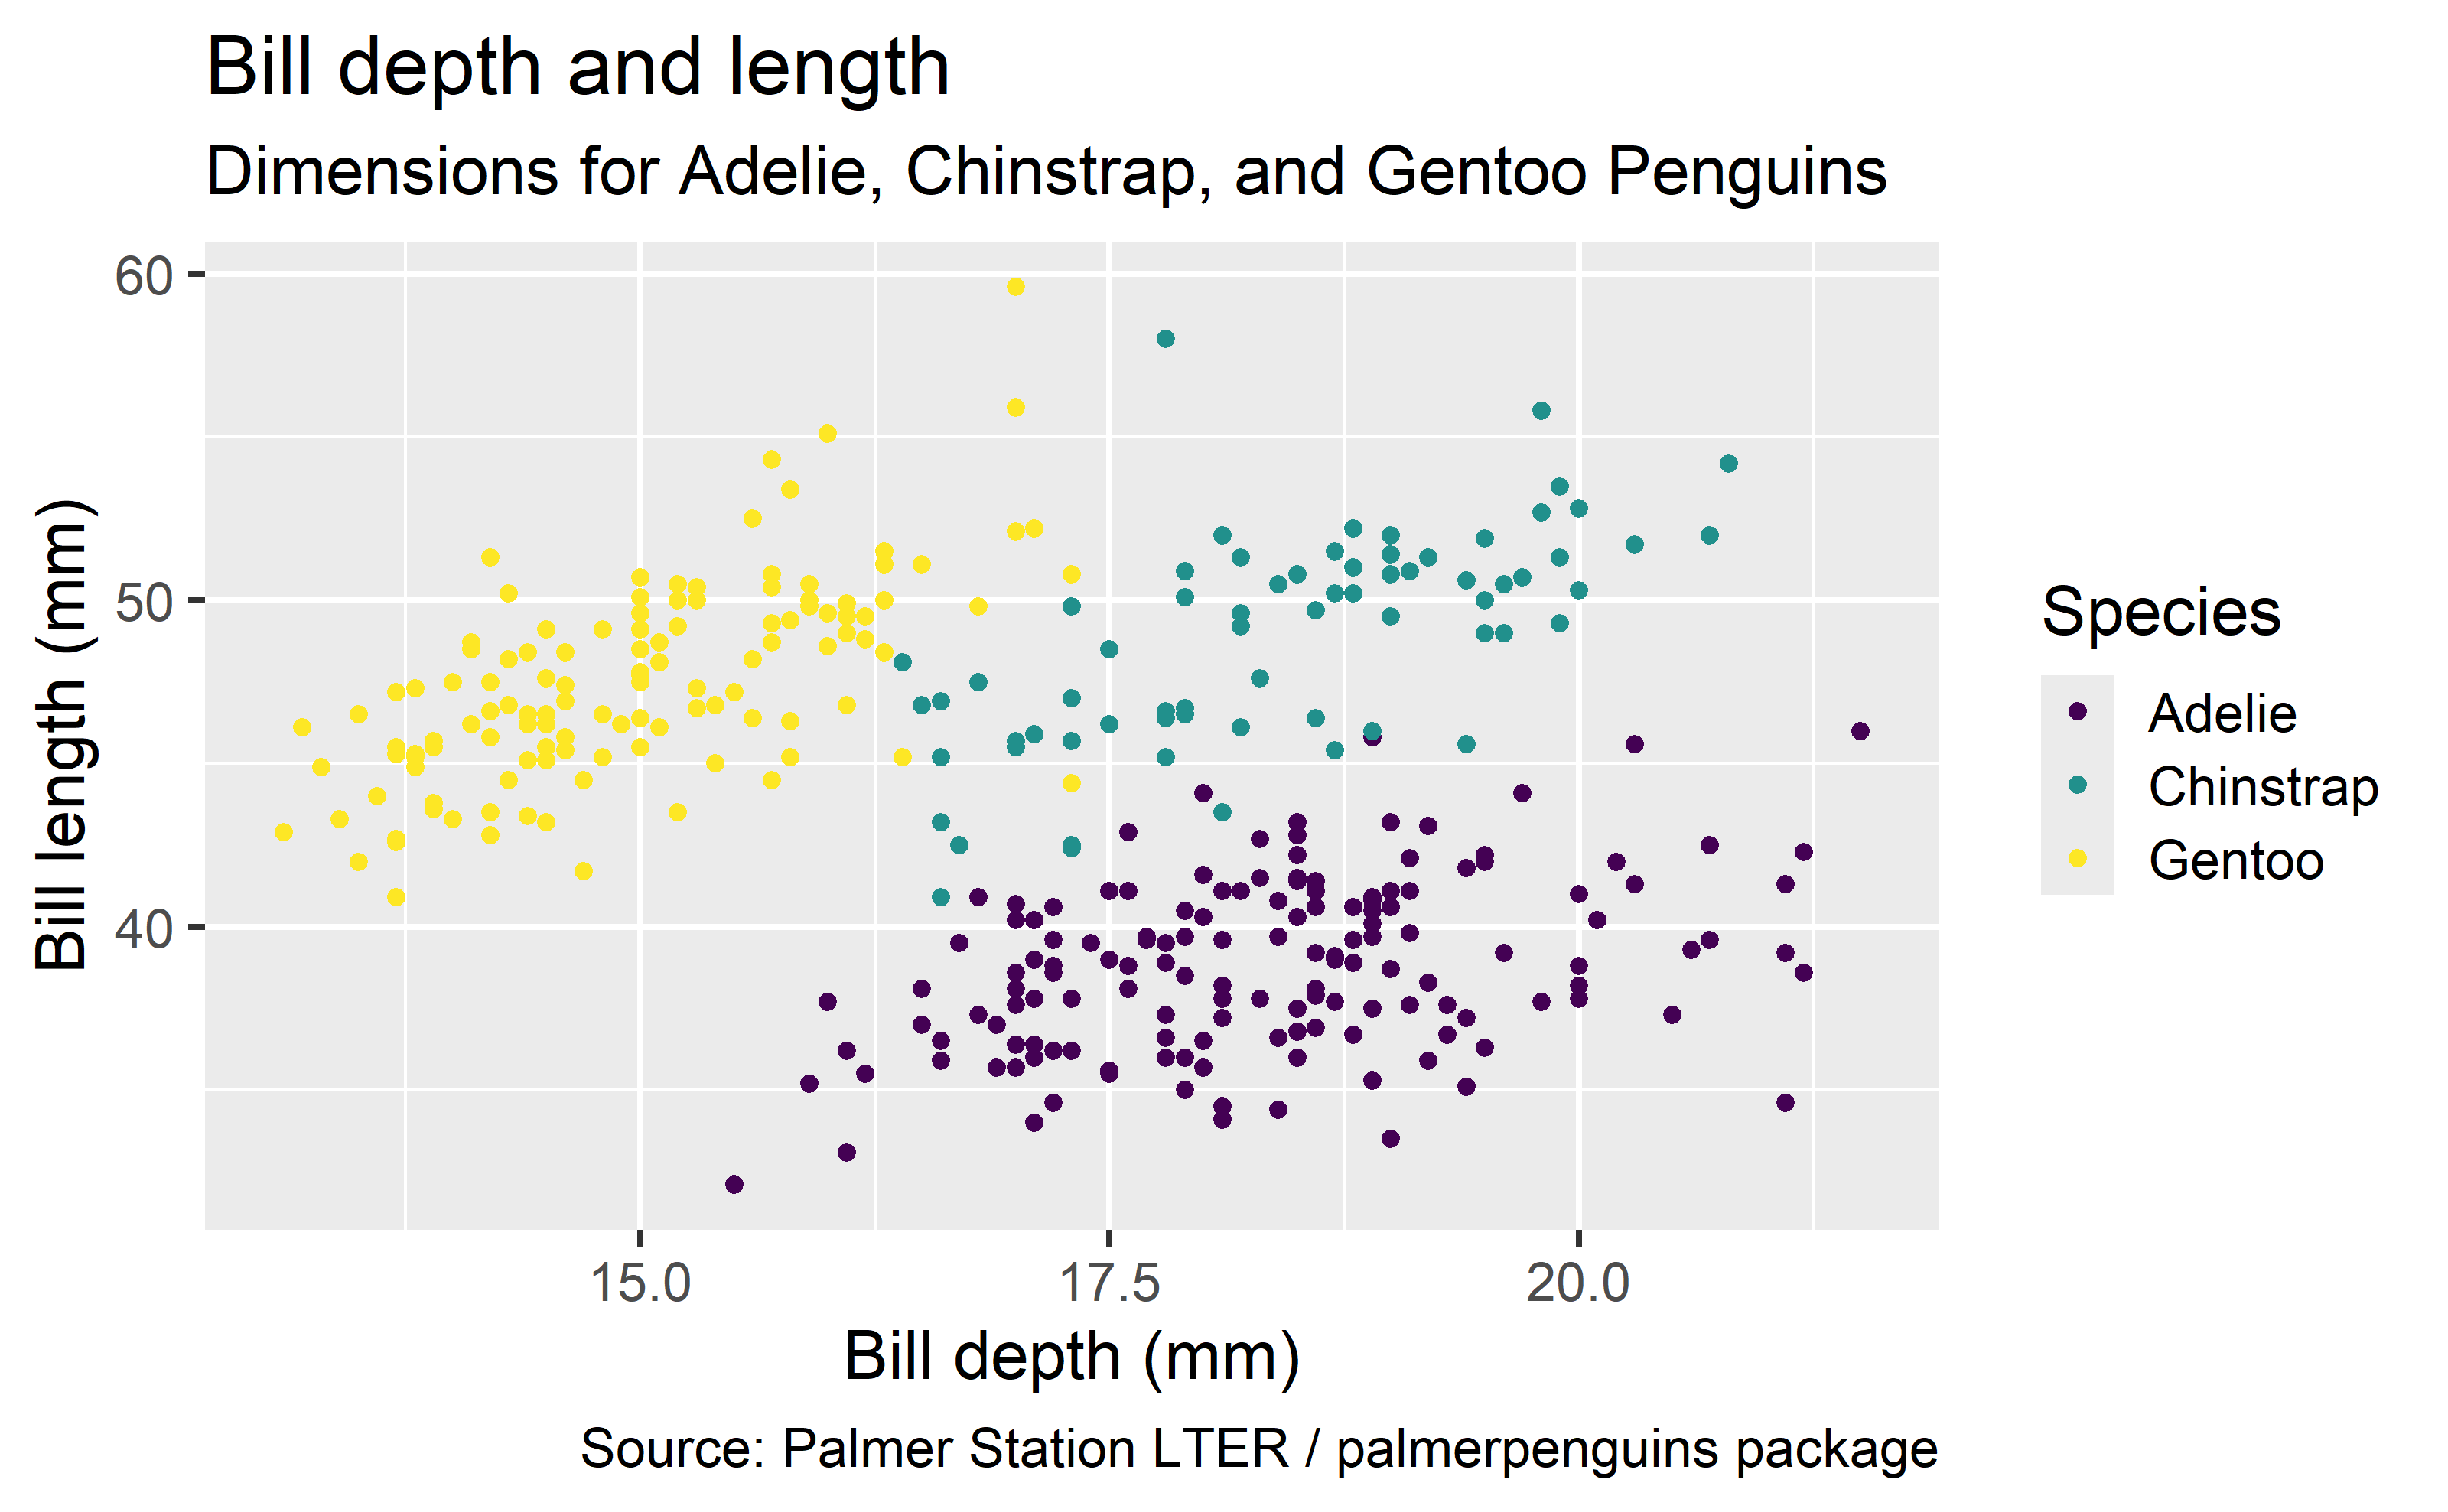 Bill depth and length
Dimensions for Adelie, Chinstrap, and Gentoo Penguins
60
50
40
Bill length (mm)
15.0 17.5 20.0
Bill depth (mm)
Species
Adelie
Chinstrap
Gentoo
Source: Palmer Station LTER / palmerpenguins package